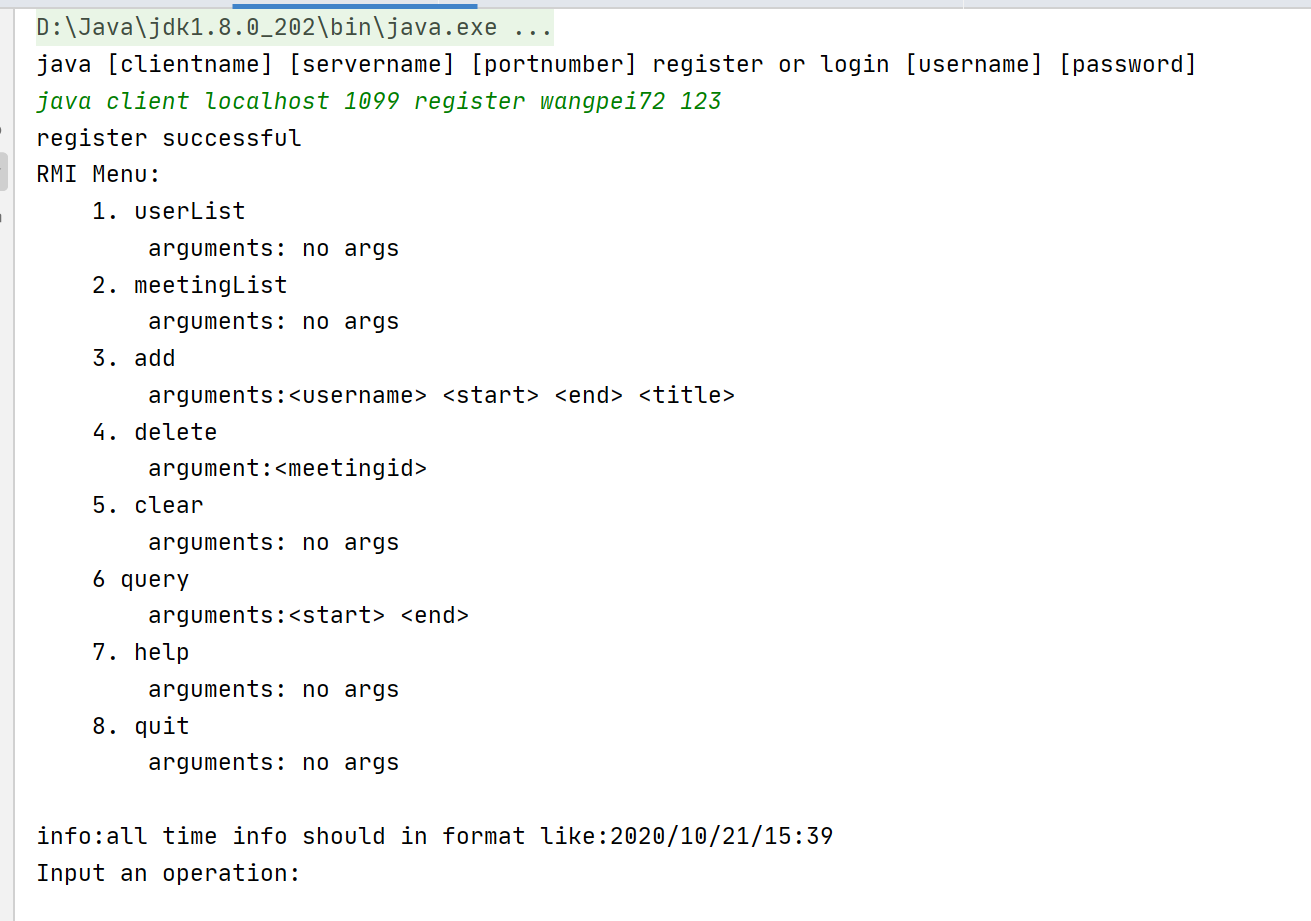 D:\Java\jdk1.8.0_202\bin\java.exe ...
java [clientname] [servername] [portnumber] register or login [username] [password]
java client localhost 1099 register wangpei72 123
register successful
RMI Menu:
    1. userList
        arguments: no args
    2. meetingList
        arguments: no args
    3. add
        arguments:<username> <start> <end> <title>
    4. delete
        argument:<meetingid>
    5. clear
        arguments: no args
    6 query
        arguments:<start> <end>
    7. help
        arguments: no args
    8. quit
        arguments: no args
info:all time info should in format like:2020/10/21/15:39
Input an operation: